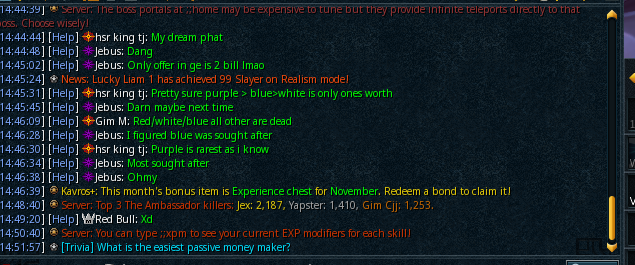 14:44:39] Server: The boss portals at ;;home may be expensive to tune but they provide infinite teleports directly to that
boss. Choose wisely!
14:44:44] [Help] hsr king tj: My dream phat
14:44:48] [Help] Jebus: Dang
14:45:02] [Help] Jebus: Only offer in ge is 2 bill lmao
14:45:24] News: Lucky Liam 1 has achieved 99 Slayer on Realism mode!
14:45:31] [Help] hsr king tj: Pretty sure purple > blue>white is only ones worth
14:45:45] [Help] Jebus: Darn maybe next time
14:46:09] [Help] Gim M: Red/white/blue all other are dead
14:46:28] [Help] Jebus: I figured blue was sought after
14:46:30] [Help] hsr king tj: Purple is rarest as i know
14:46:34] [Help] Jebus: Most sought after
14:46:38] [Help] Jebus: Ohmy
14:46:39] Kavros+: This month's bonus item is Experience chest for November. Redeem a bond to claim it!
14:48:40] Server: Top 3 The Ambassador killers: Jex: 2,187, Yapster: 1,410, Gim Cjj: 1,253.
14:49:20] [Help] Red Bull: Xd
14:50:40] Server: You can type ;;xpm to see your current EXP modifiers for each skill!
14:51:57] [Trivia] What is the easiest passive money maker?